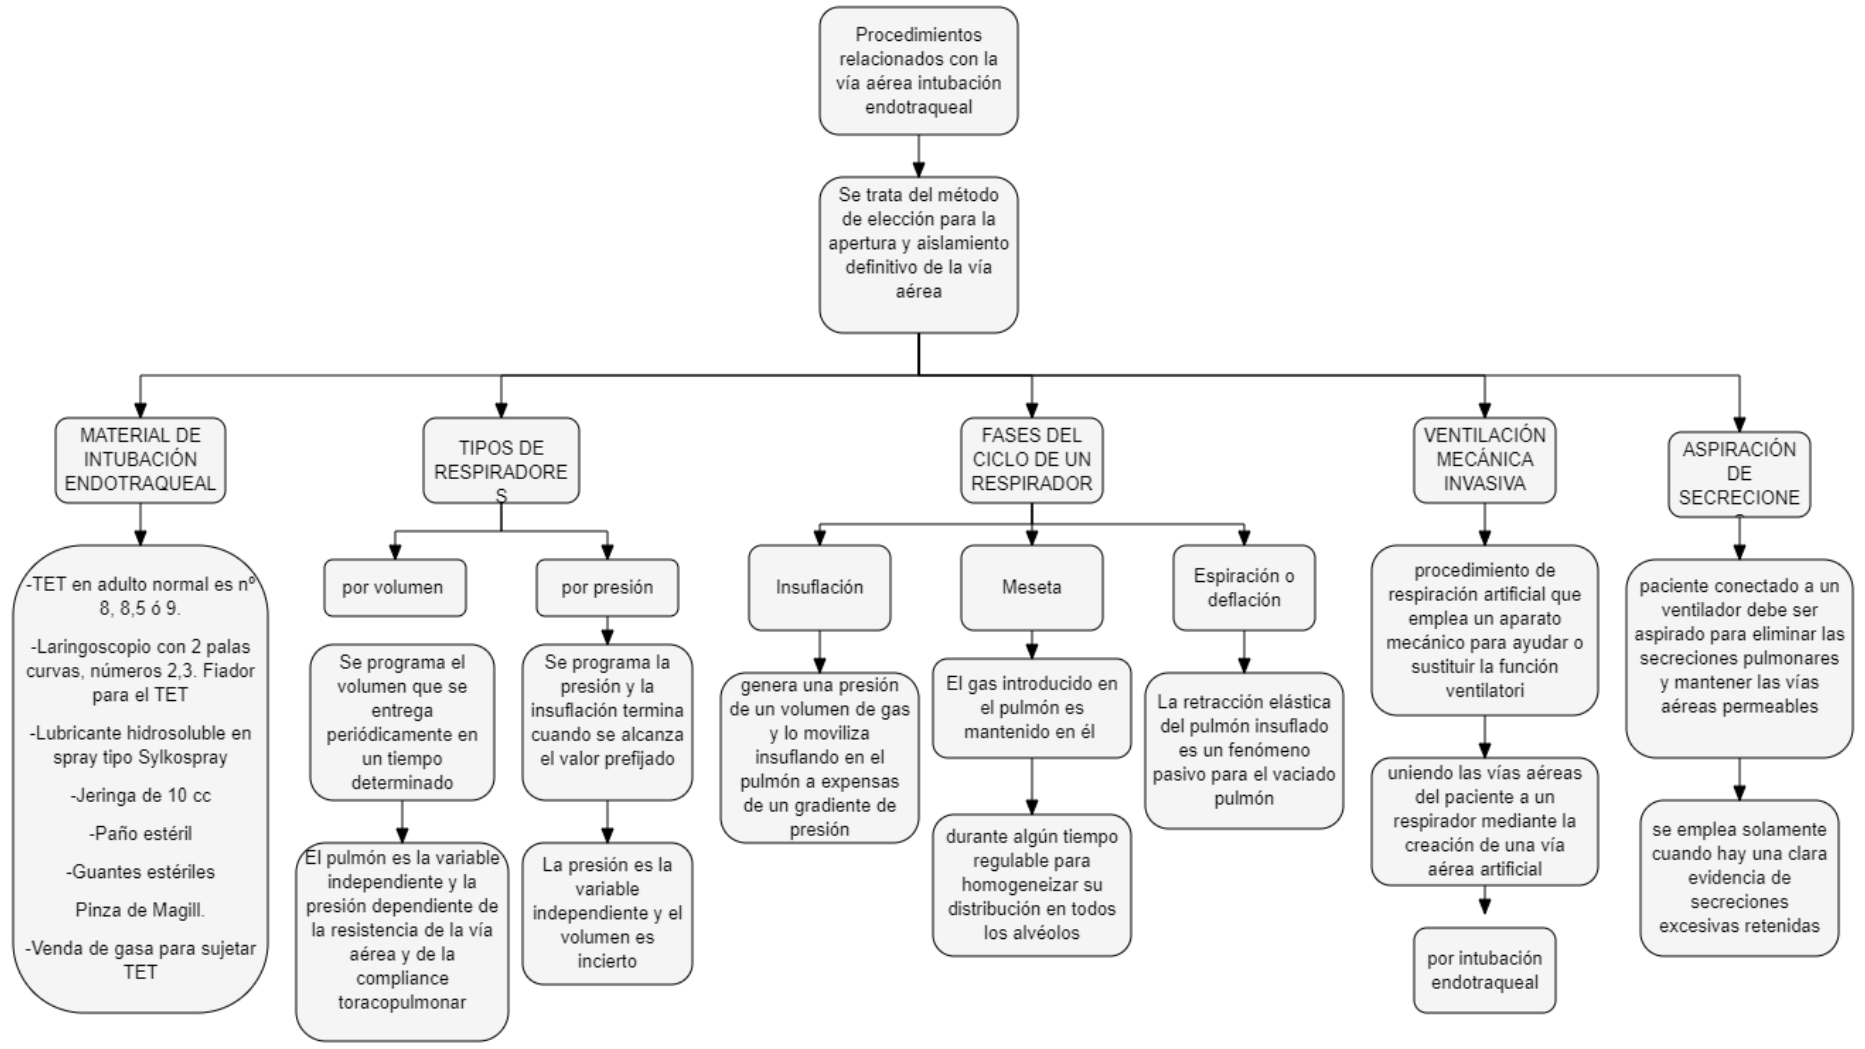 Procedimientos
relacionados con la
vía aérea intubación
endotraqueal
Se trata del método
de elección para la
apertura y aislamiento
definitivo de la vía
aérea
MATERIAL DE
INTUBACIÓN
ENDOTRAQUEAL
-TET en adulto normal es nº
8, 8,5 ó 9.
-Laringoscopio con 2 palas
curvas, números 2,3. Fiador
para el TET
-Lubricante hidrosoluble en
spray tipo Sylkospray
-Jeringa de 10 cc
-Paño estéril
-Guantes estériles
Pinza de Magill.
-Venda de gasa para sujetar
TET
TIPOS DE
RESPIRADORE
S
por volumen
Se programa el
volumen que se
entrega
periódicamente en
un tiempo
determinado
El pulmón es la variable
independiente y la
presión dependiente de
la resistencia de la vía
aérea y de la
compliance
toracopulmonar
por presión
Se programa la
presión y la
insuflación termina
cuando se alcanza
el valor prefijado
La presión es la
variable
independiente y el
volumen es
incierto
FASES DEL
CICLO DE UN
RESPIRADOR
Insuflación
genera una presión
de un volumen de gas
y lo moviliza
insuflando en el
pulmón a expensas
de un gradiente de
presión
Meseta
El gas introducido en
el pulmón es
mantenido en él
durante algún tiempo
regulable para
homogeneizar su
distribución en todos
los alvéolos
Espiración o
deflación
La retracción elástica
del pulmón insuflado
es un fenómeno
pasivo para el vaciado
pulmón
VENTILACIÓN
MECÁNICA
INVASIVA
procedimiento de
respiración artificial que
emplea un aparato
mecánico para ayudar o
sustituir la función
ventilatori
uniendo las vías aéreas
del paciente a un
respirador mediante la
creación de una vía
aérea artificial
por intubación
endotraqueal
ASPIRACIÓN
DE
SECRECIONE
paciente conectado a un
ventilador debe ser
aspirado para eliminar las
secreciones pulmonares
y mantener las vías
aéreas permeables
se emplea solamente
cuando hay una clara
evidencia de
secreciones
excesivas retenidas